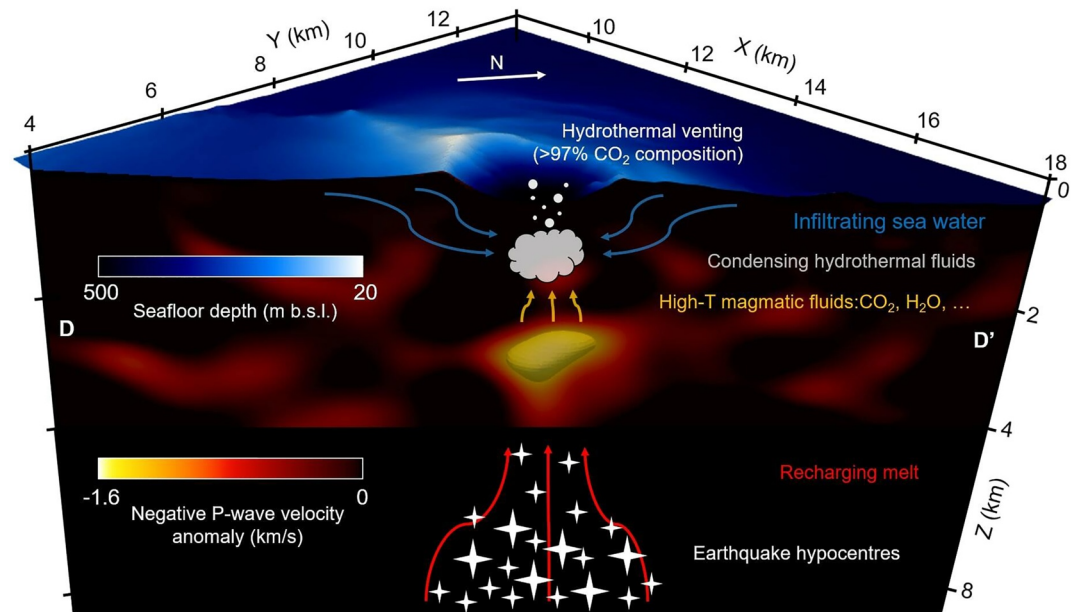 Y (km)
12
10
8
6
4
N
X (km)
10
12
14
16
18
0
Hydrothermal venting
(>97% CO₂ composition)
Infiltrating sea water
Condensing hydrothermal fluids
High-T magmatic fluids:CO₂, H₂O, ...
500
20
Seafloor depth (m b.s.l.)
D
D’
2
4
-1.6
0
Negative P-wave velocity
anomaly (km/s)
Recharging melt
Z (km)
Earthquake hypocentres
8